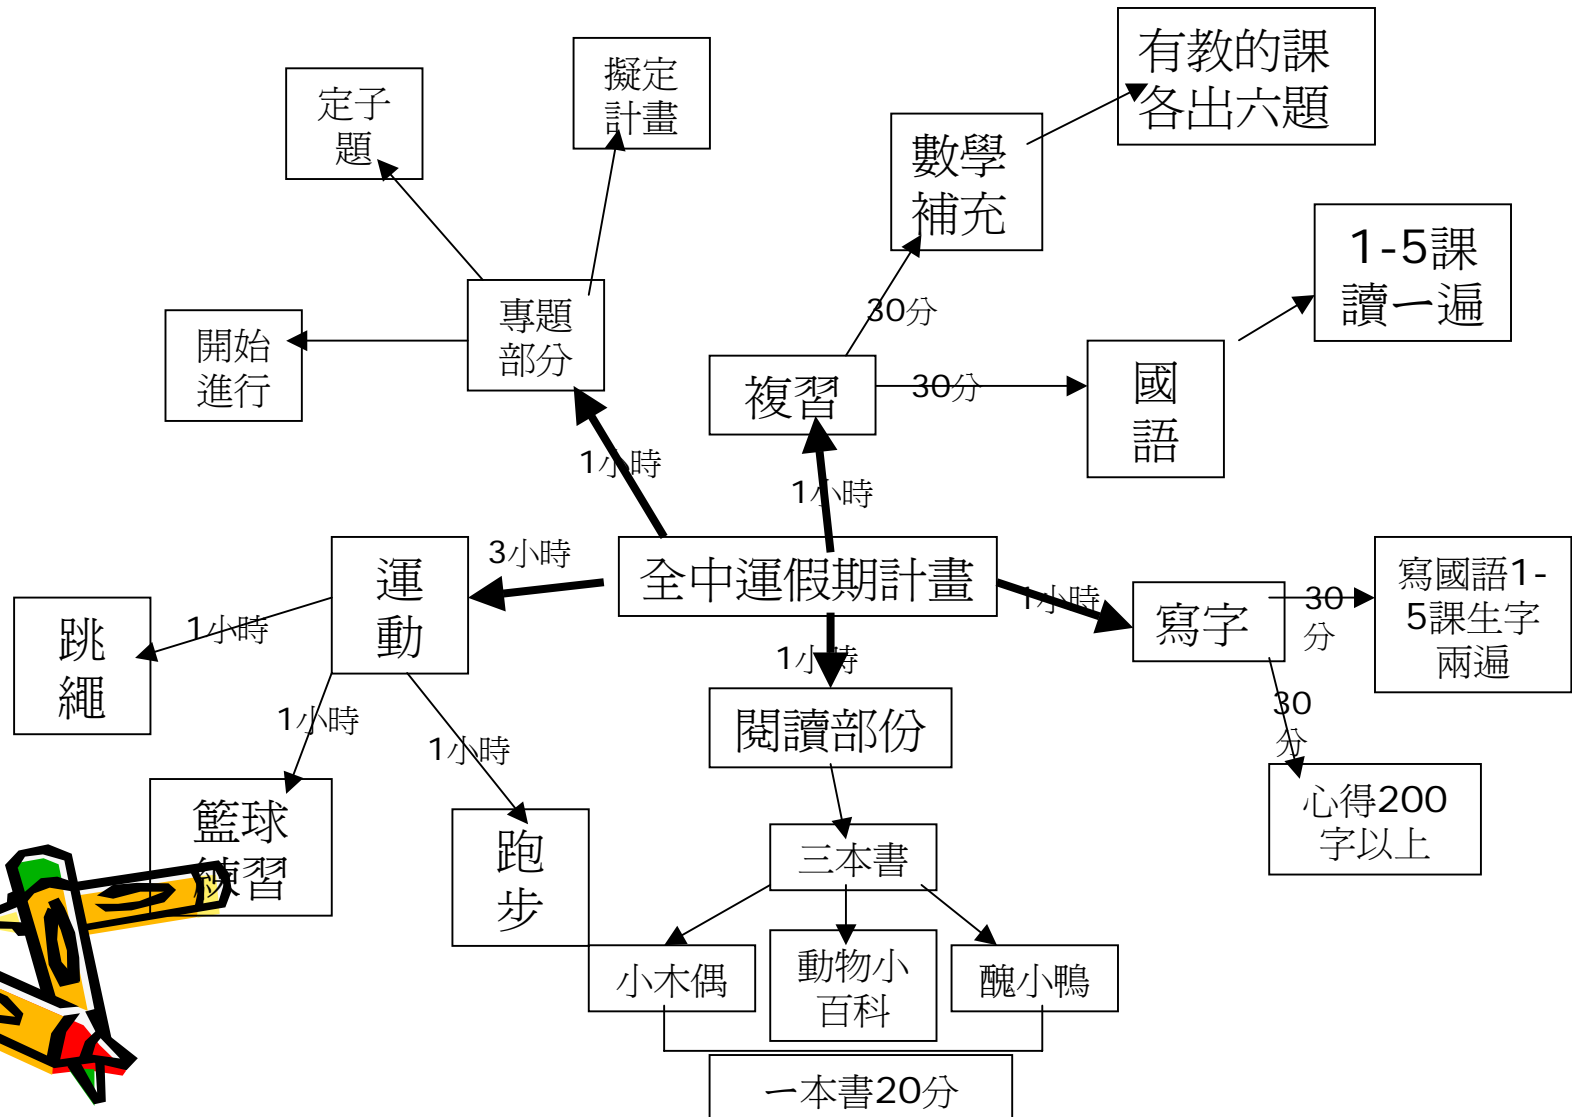 有教的課
各出六題
擬定
計畫
定子
題
數學
補充
1-5課
讀一遍
專題
部分
30分
開始
進行
複習
30分
國
語
1小時
1小時
運
動
3小時
全中運假期計畫
1小時
寫字
30
分
寫國語1-
5課生字
兩遍
跳
繩
1小時
1小時
閱讀部份
30
分
1小時
1小時
心得200
字以上
籃球
練習
跑
步
三本書
小木偶
動物小
百科
醜小鴨
一本書20分